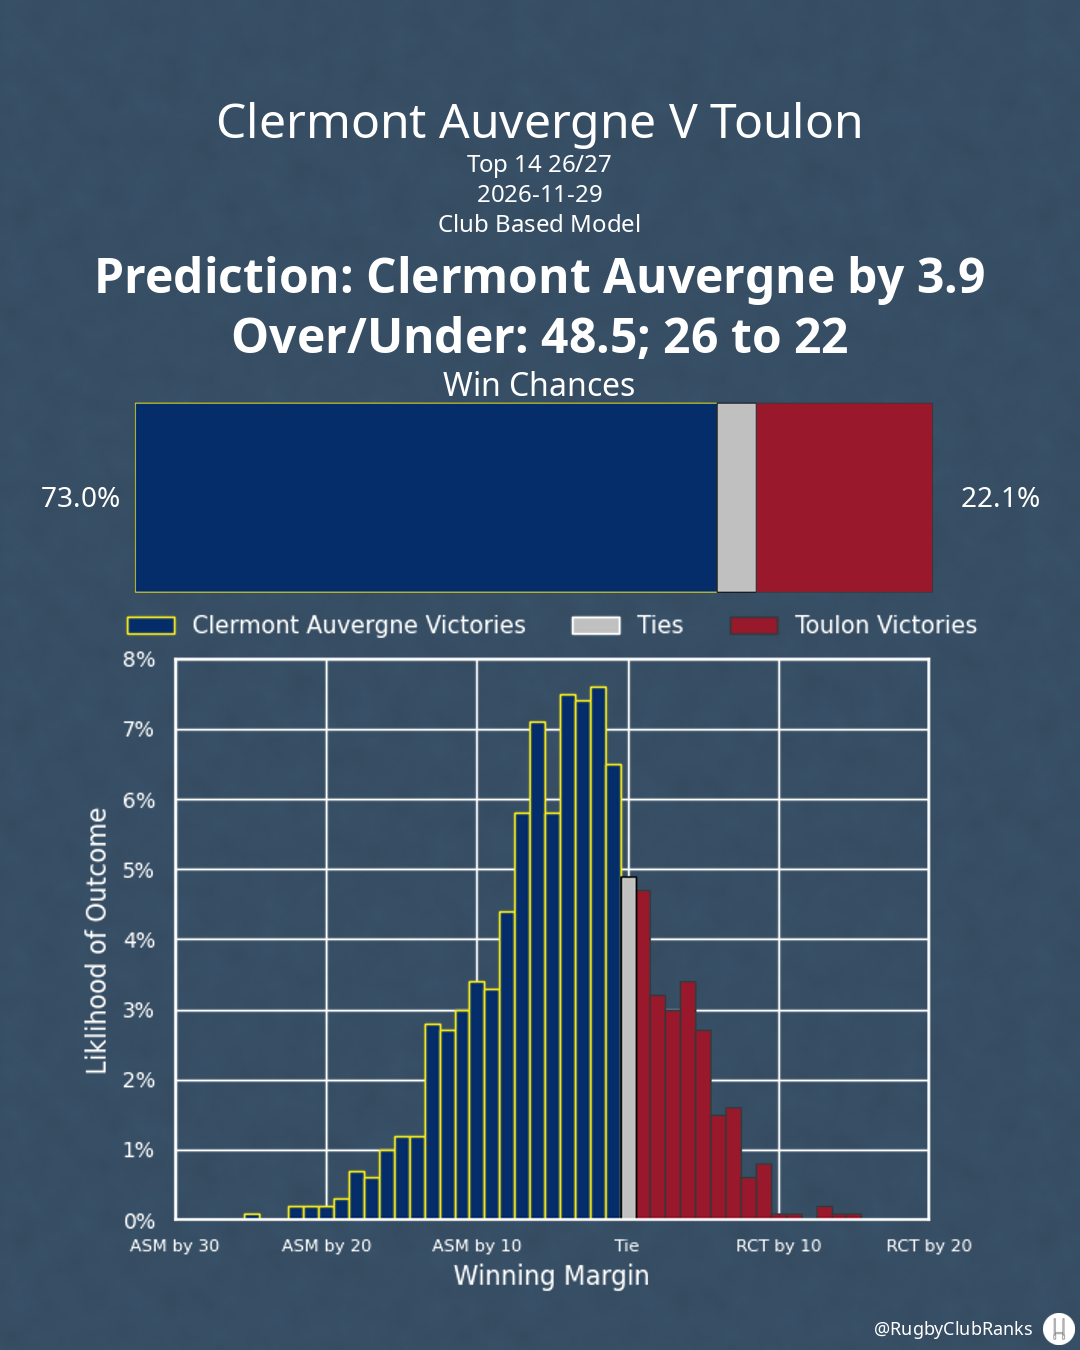 Clermont Auvergne V Toulon
Top 14 26/27
2026-11-29
Club Based Model
Prediction: Clermont Auvergne by 3.9
Over/Under: 48.5; 26 to 22
Win Chances
73.0%
22.1%
Clermont Auvergne Victories
Ties
Toulon Victories
8%
7%
6%
5%
4%
3%
2%
1%
0%
Liklihood of Outcome
ASM by 30
ASM by 20
ASM by 10
Tie
RCT by 10
RCT by 20
Winning Margin
@RugbyClubRanks